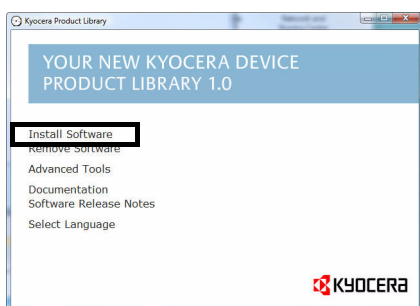 Kyocera Product Library
YOUR NEW KYOCERA DEVICE
PRODUCT LIBRARY 1.0
Install Software
Remove Software
Advanced Tools
Documentation
Software Release Notes
Select Language
KYOCERA